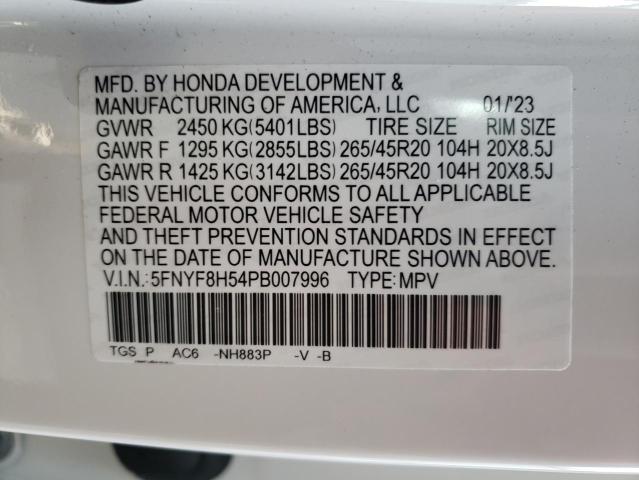 MFD. BY HONDA DEVELOPMENT &
MANUFACTURING OF AMERICA, LLC 01/'23
GVWR 2450 KG(5401LBS) TIRE SIZE RIM SIZE
GAWR F 1295 KG(2855LBS) 265/45R20 104H 20X8.5J
GAWR R 1425 KG(3142LBS) 265/45R20 104H 20X8.5J
THIS VEHICLE CONFORMS TO ALL APPLICABLE
FEDERAL MOTOR VEHICLE SAFETY
AND THEFT PREVENTION STANDARDS IN EFFECT
ON THE DATE OF MANUFACTURE SHOWN ABOVE.
V.I.N.:5FNYF8H54PB007996 TYPE:MPV
TGS P AC6 -NH883P -V -B